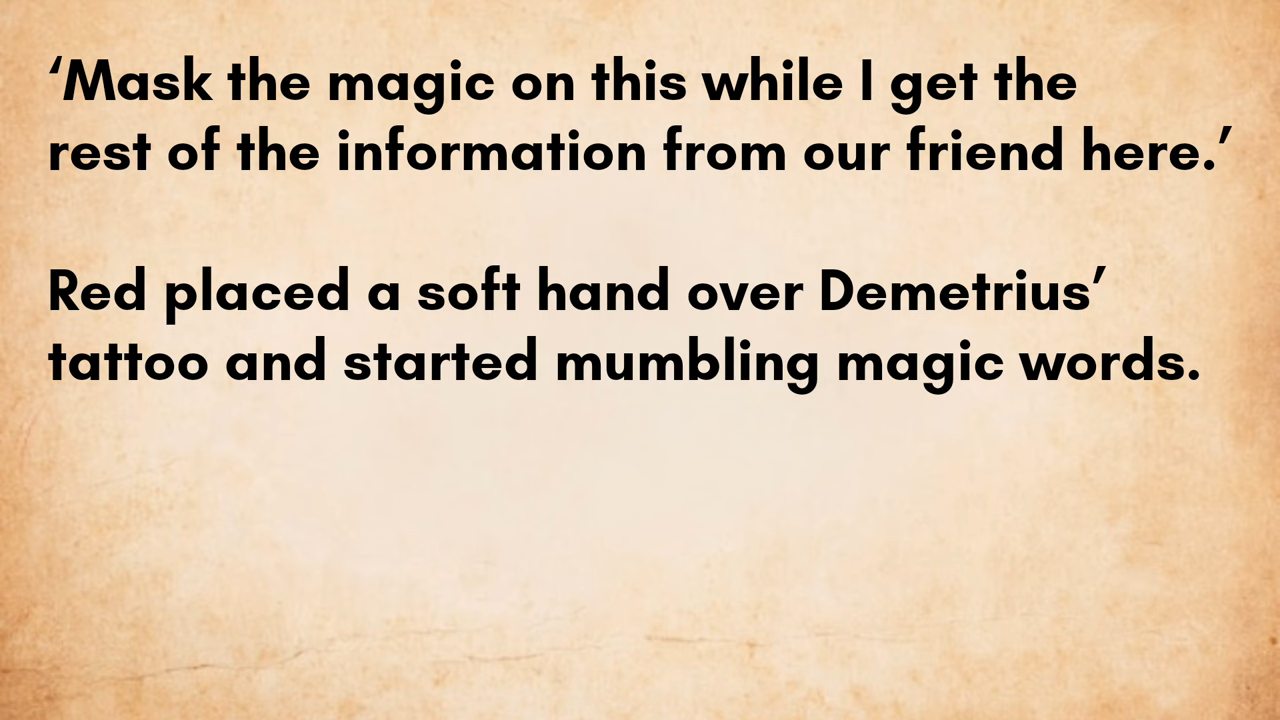 ‘Mask the magic on this while I get the
rest of the information from our friend here.’
Red placed a soft hand over Demetrius’
tattoo and started mumbling magic words.